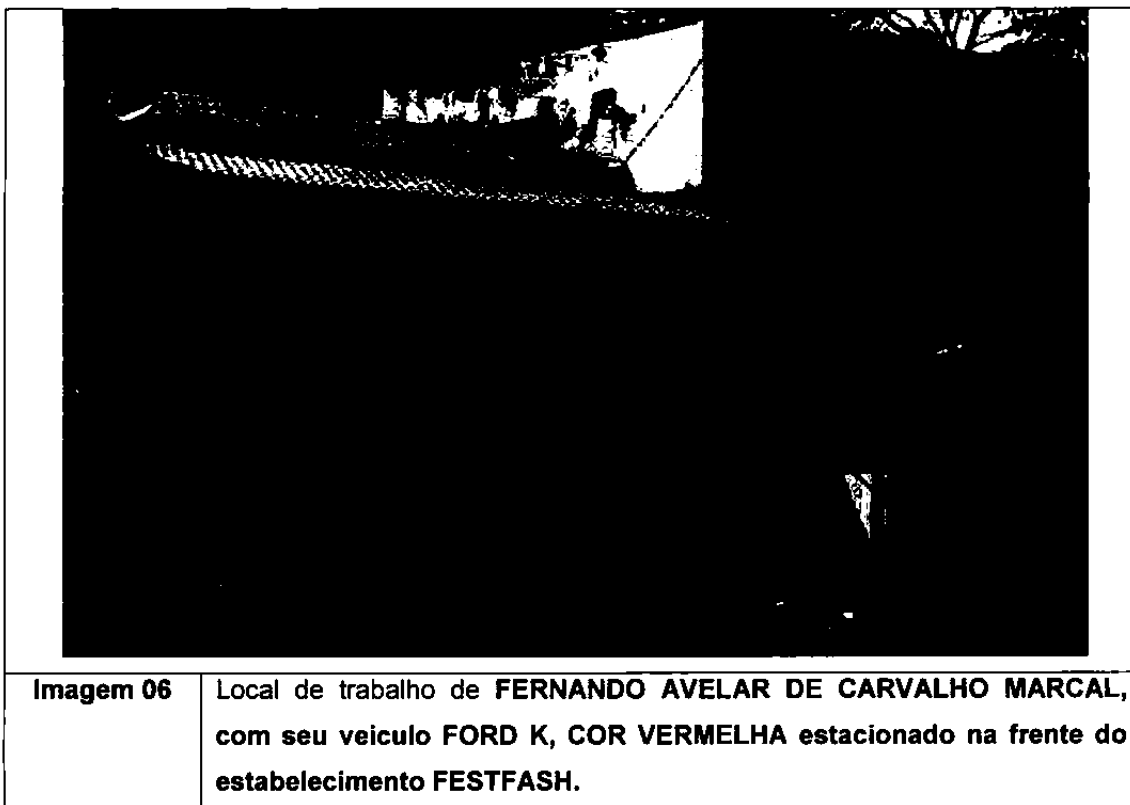 Imagem 06
Local de trabalho de FERNANDO AVELAR DE CARVALHO MARCAL,
com seu veiculo FORD K, COR VERMELHA estacionado na frente do
estabelecimento FESTFASH.